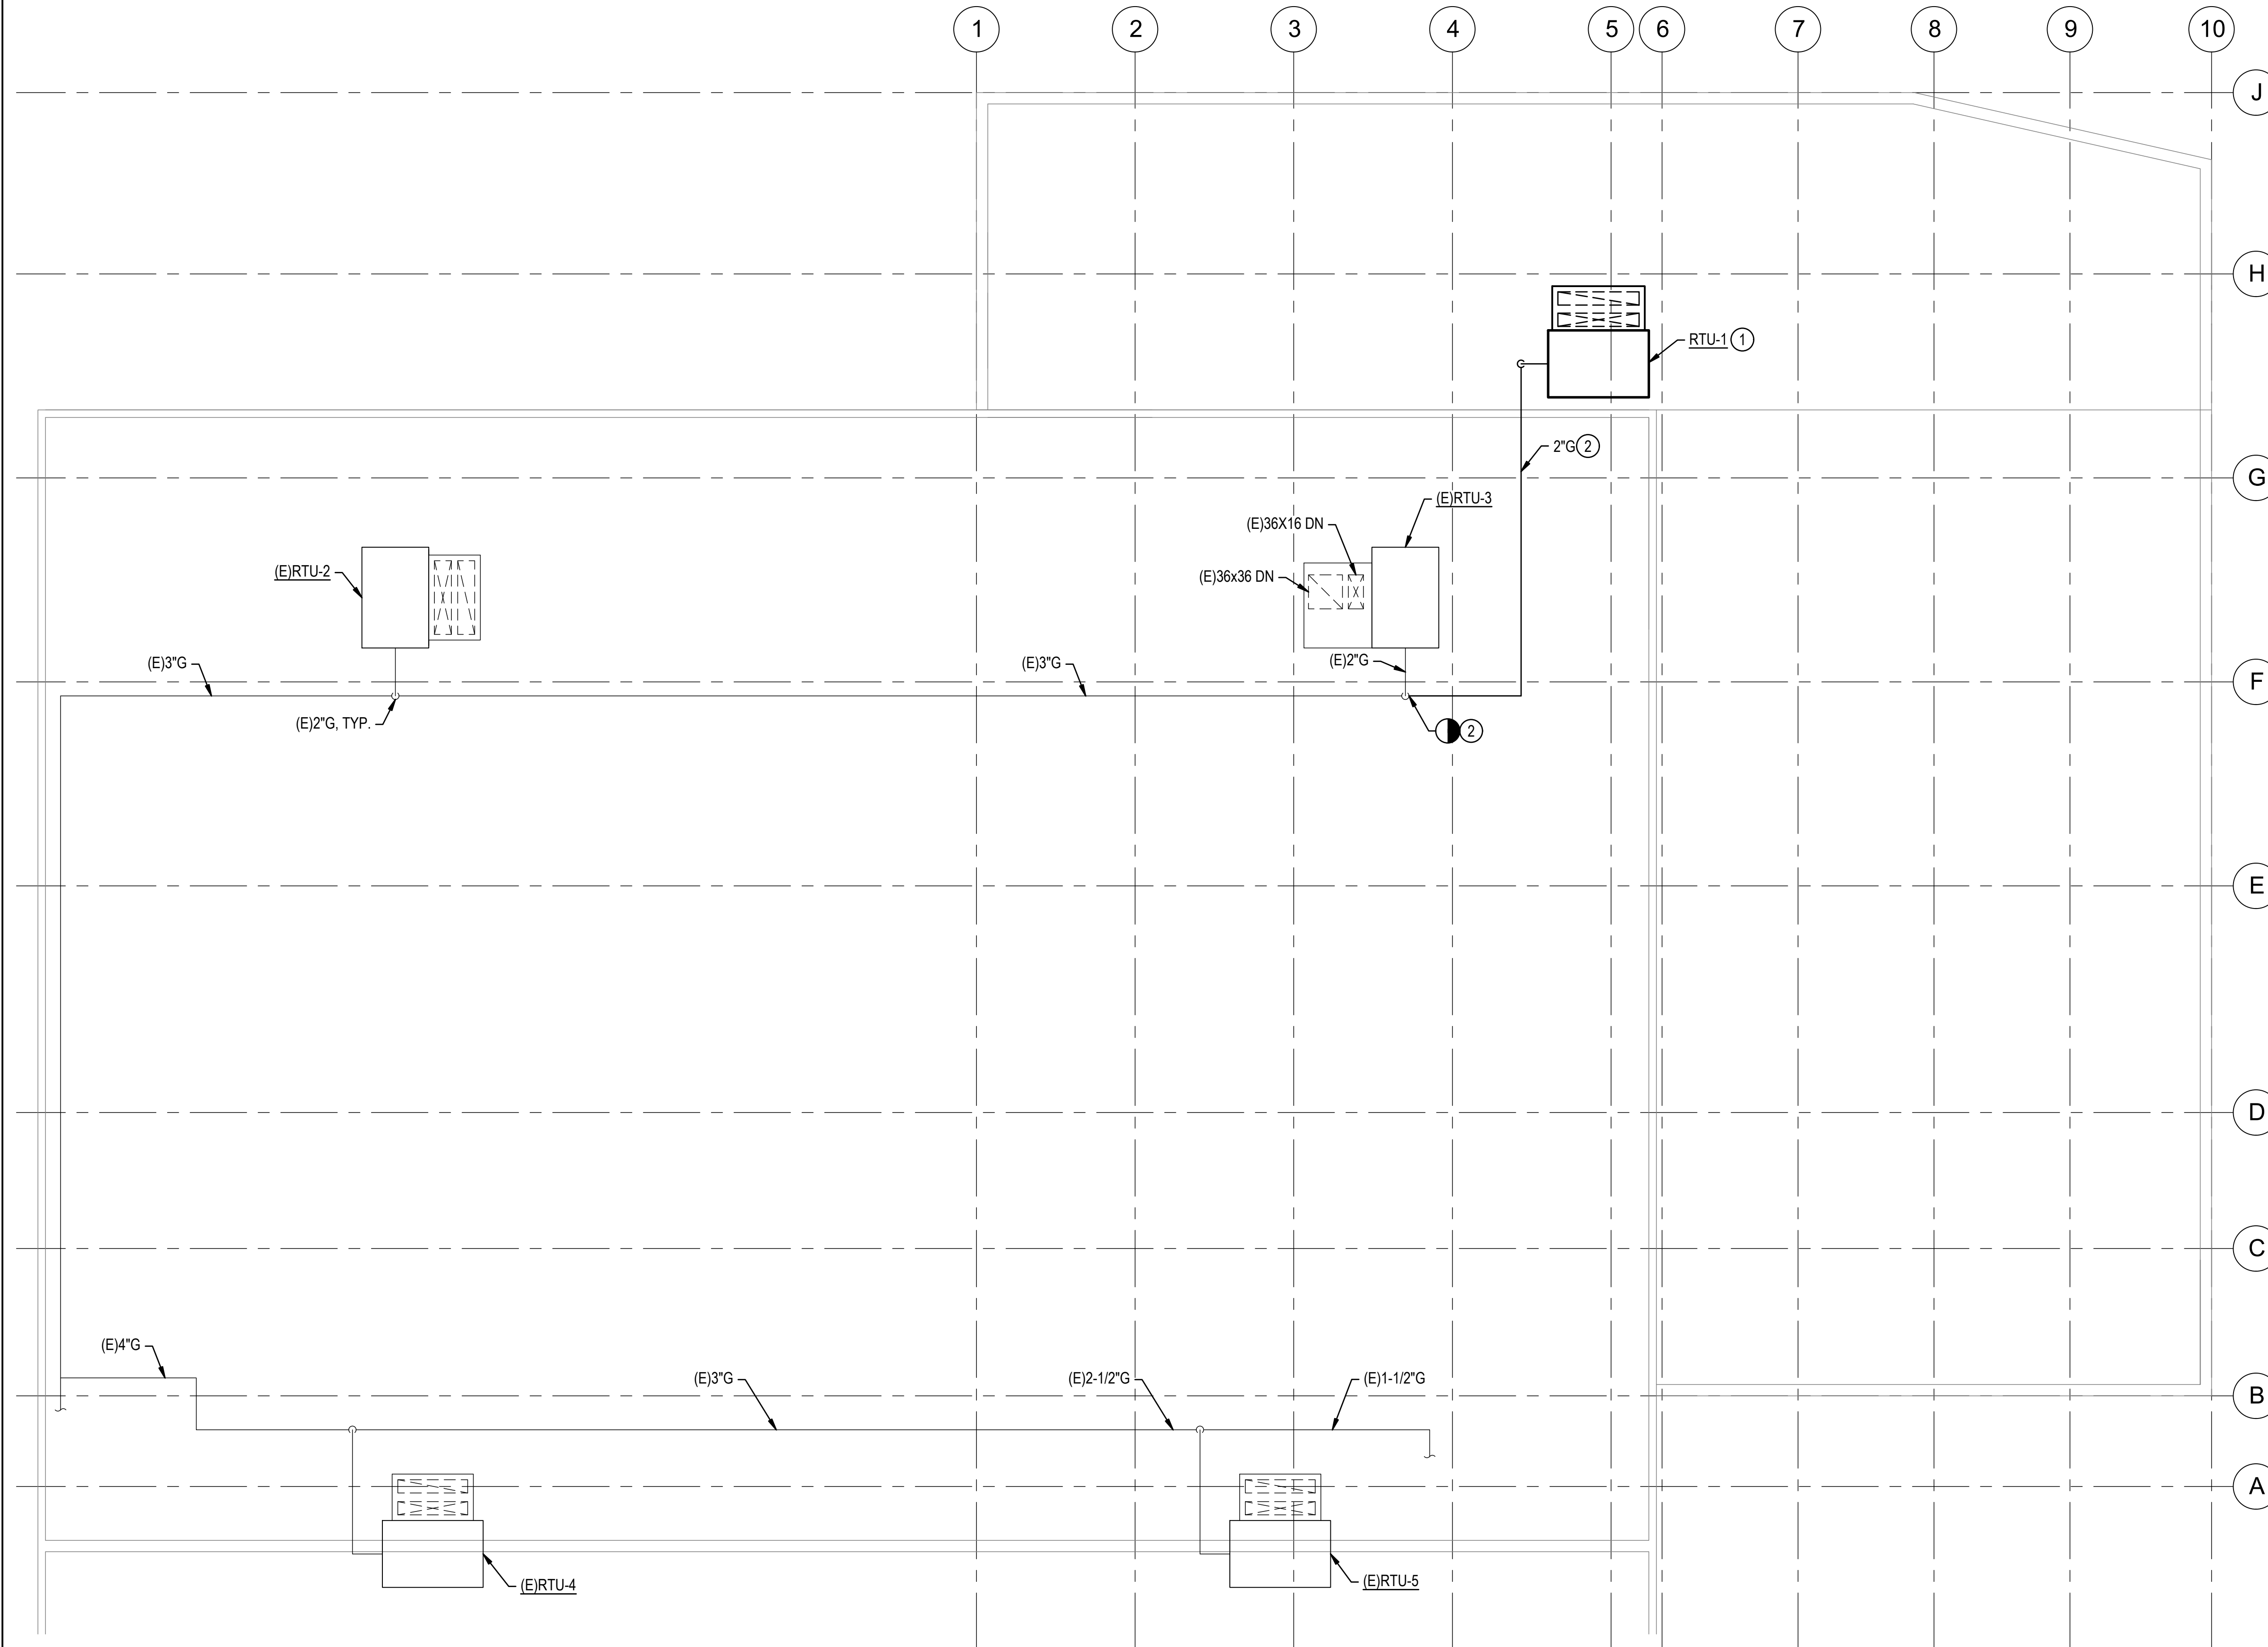 1
2
3
4
5
6
7
8
9
10
J
H
RTU-1 1
2"G 2
G
(E)RTU-3
(E)36X16 DN
(E)36x36 DN
(E)RTU-2
(E)2"G
(E)3"G
(E)3"G
F
(E)2"G, TYP.
2
E
D
C
(E)4"G
(E)3"G
(E)2-1/2"G
(E)1-1/2"G
B
A
(E)RTU-4
(E)RTU-5